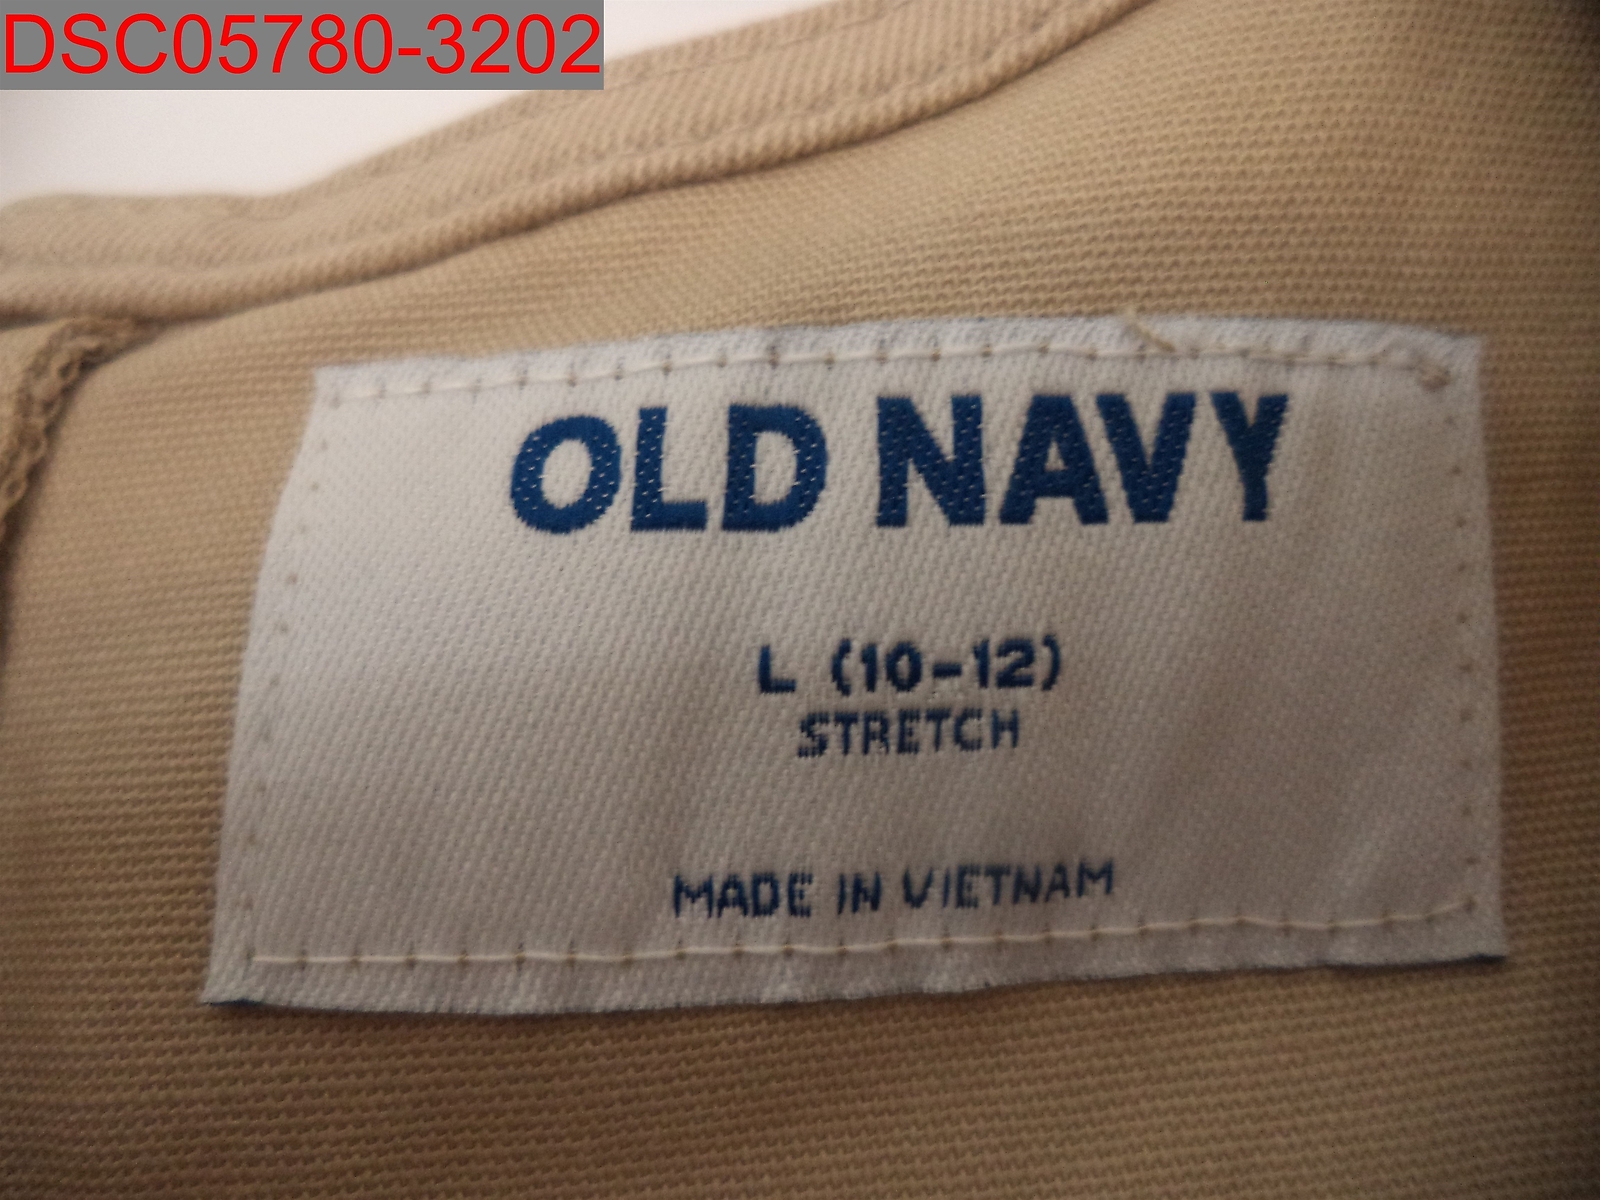 DSC05780-3202
OLD NAVY
L (10-12)
STRETCH
MADE IN VIETNAM